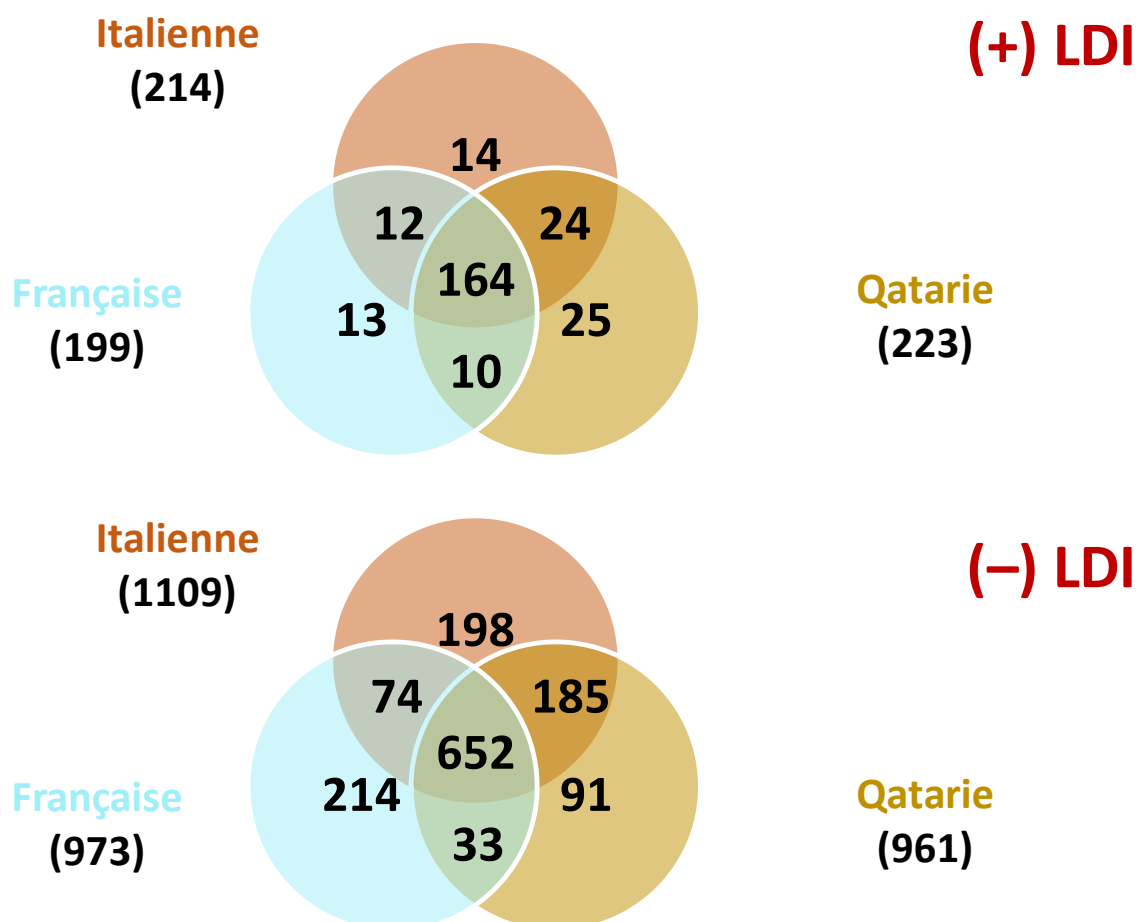 Italienne
(214)
(+) LDI
14
12
24
164
Française
(199)
13
25
Qatarie
(223)
10
Italienne
(1109)
(–) LDI
198
74
185
652
Française
(973)
214
91
Qatarie
(961)
33